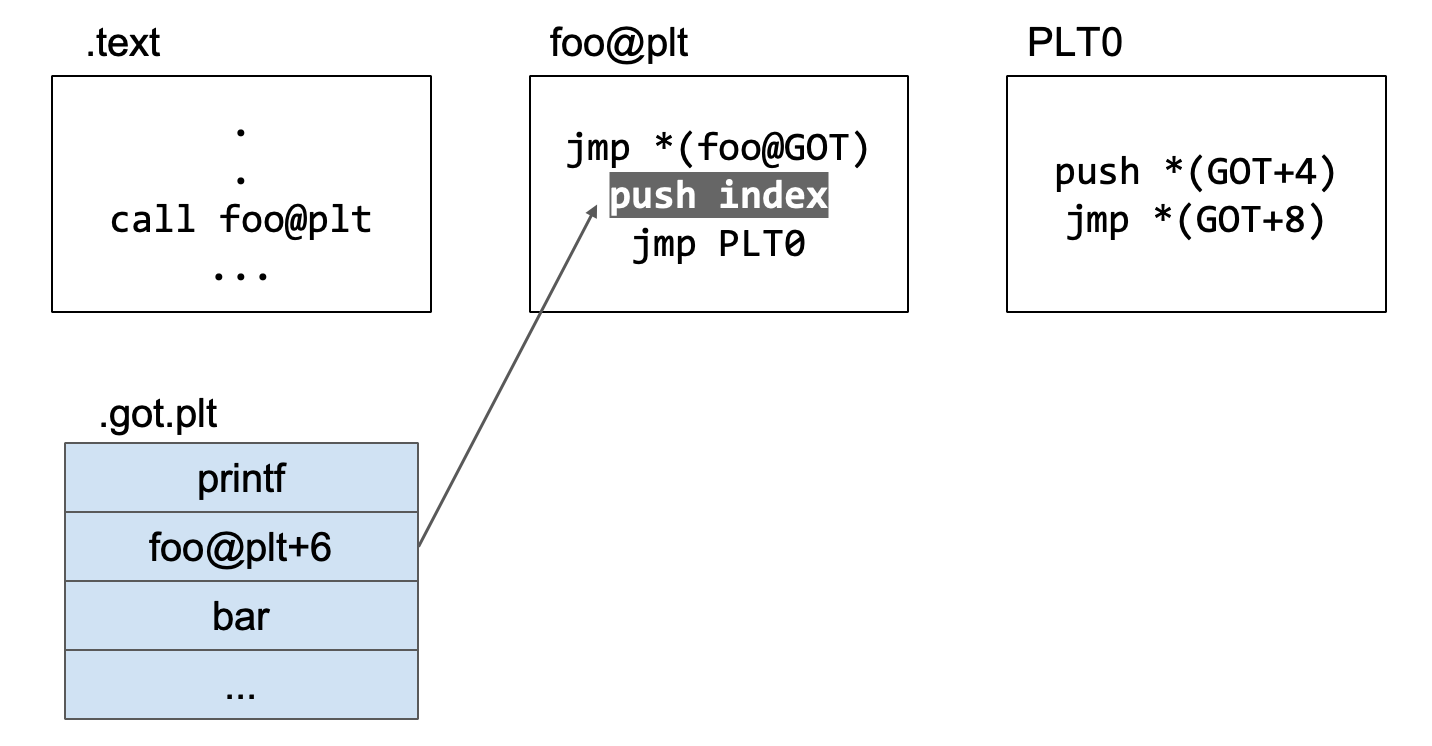 .text
.
.
call foo@plt
...
foo@plt
jmp *(foo@GOT)
push index
jmp PLT0
PLT0
push *(GOT+4)
jmp *(GOT+8)
.got.plt
printf
foo@plt+6
bar
...